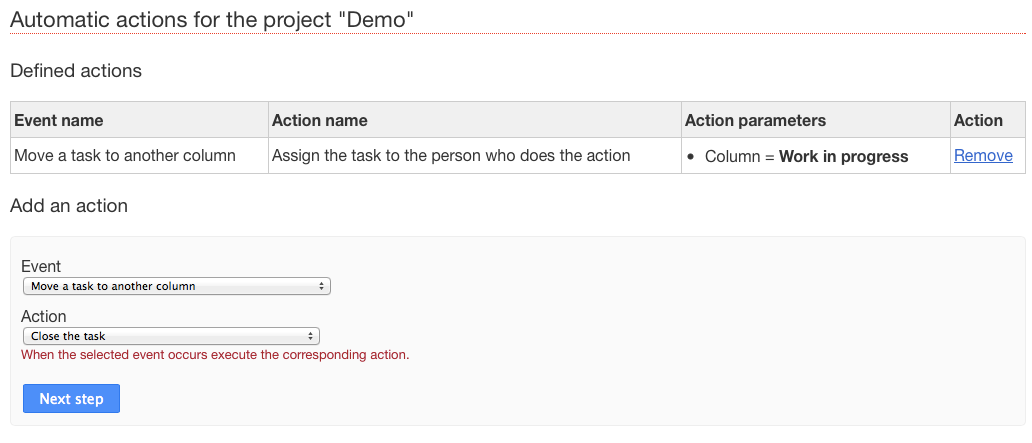 Automatic actions for the project "Demo"
Defined actions
Event name Action name Action parameters Action
Move a task to another column Assign the task to the person who does the action • Column = Work in progress Remove
Add an action
Event
Move a task to another column
Action
Close the task
When the selected event occurs execute the corresponding action.
Next step